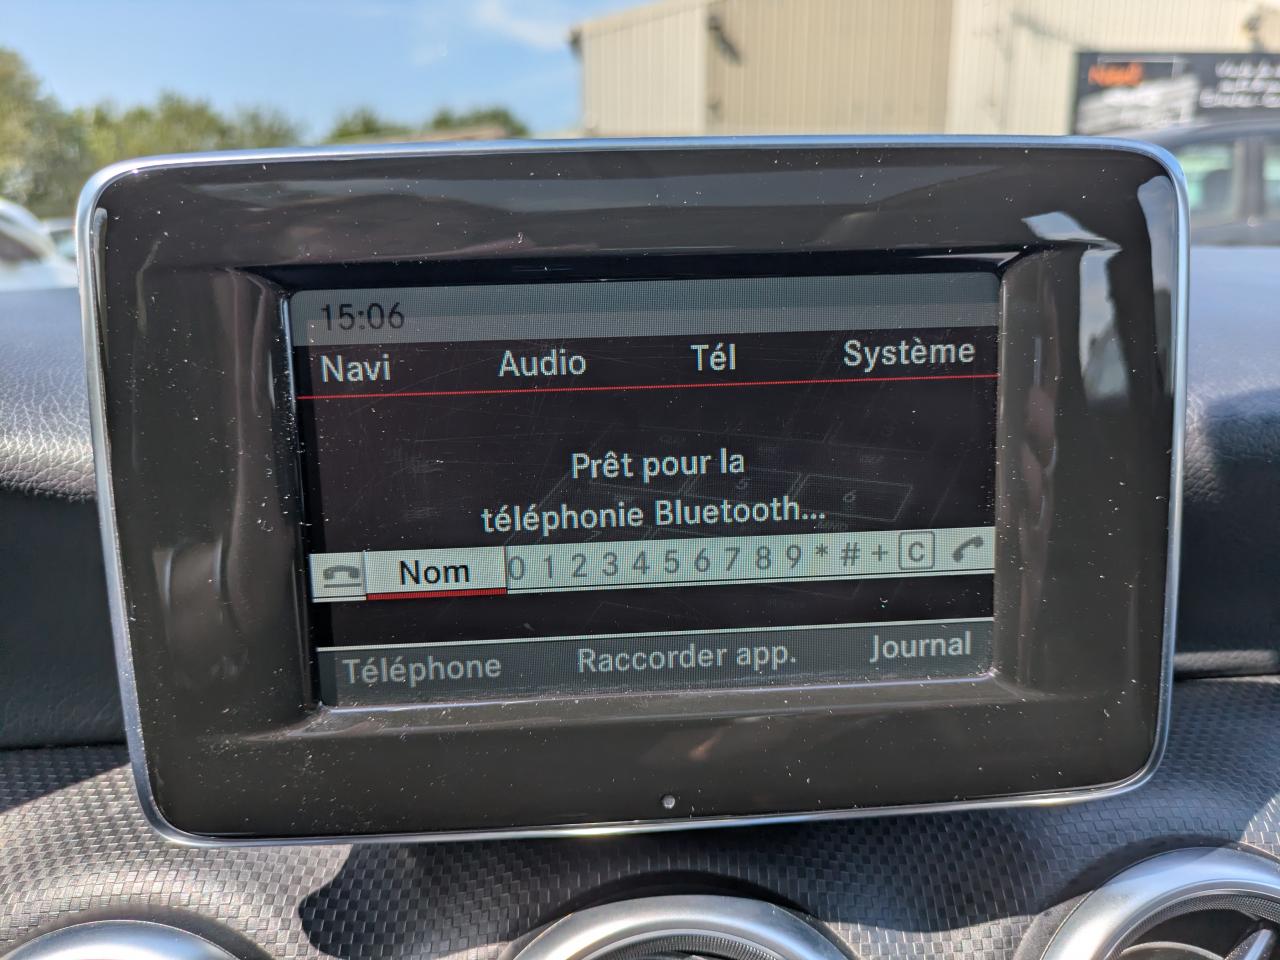 15:06
Navi Audio Tél Système
Prêt pour la
téléphonie Bluetooth...
Nom 0 1 2 3 4 5 6 7 8 9 * # + C
Téléphone Raccorder app. Journal